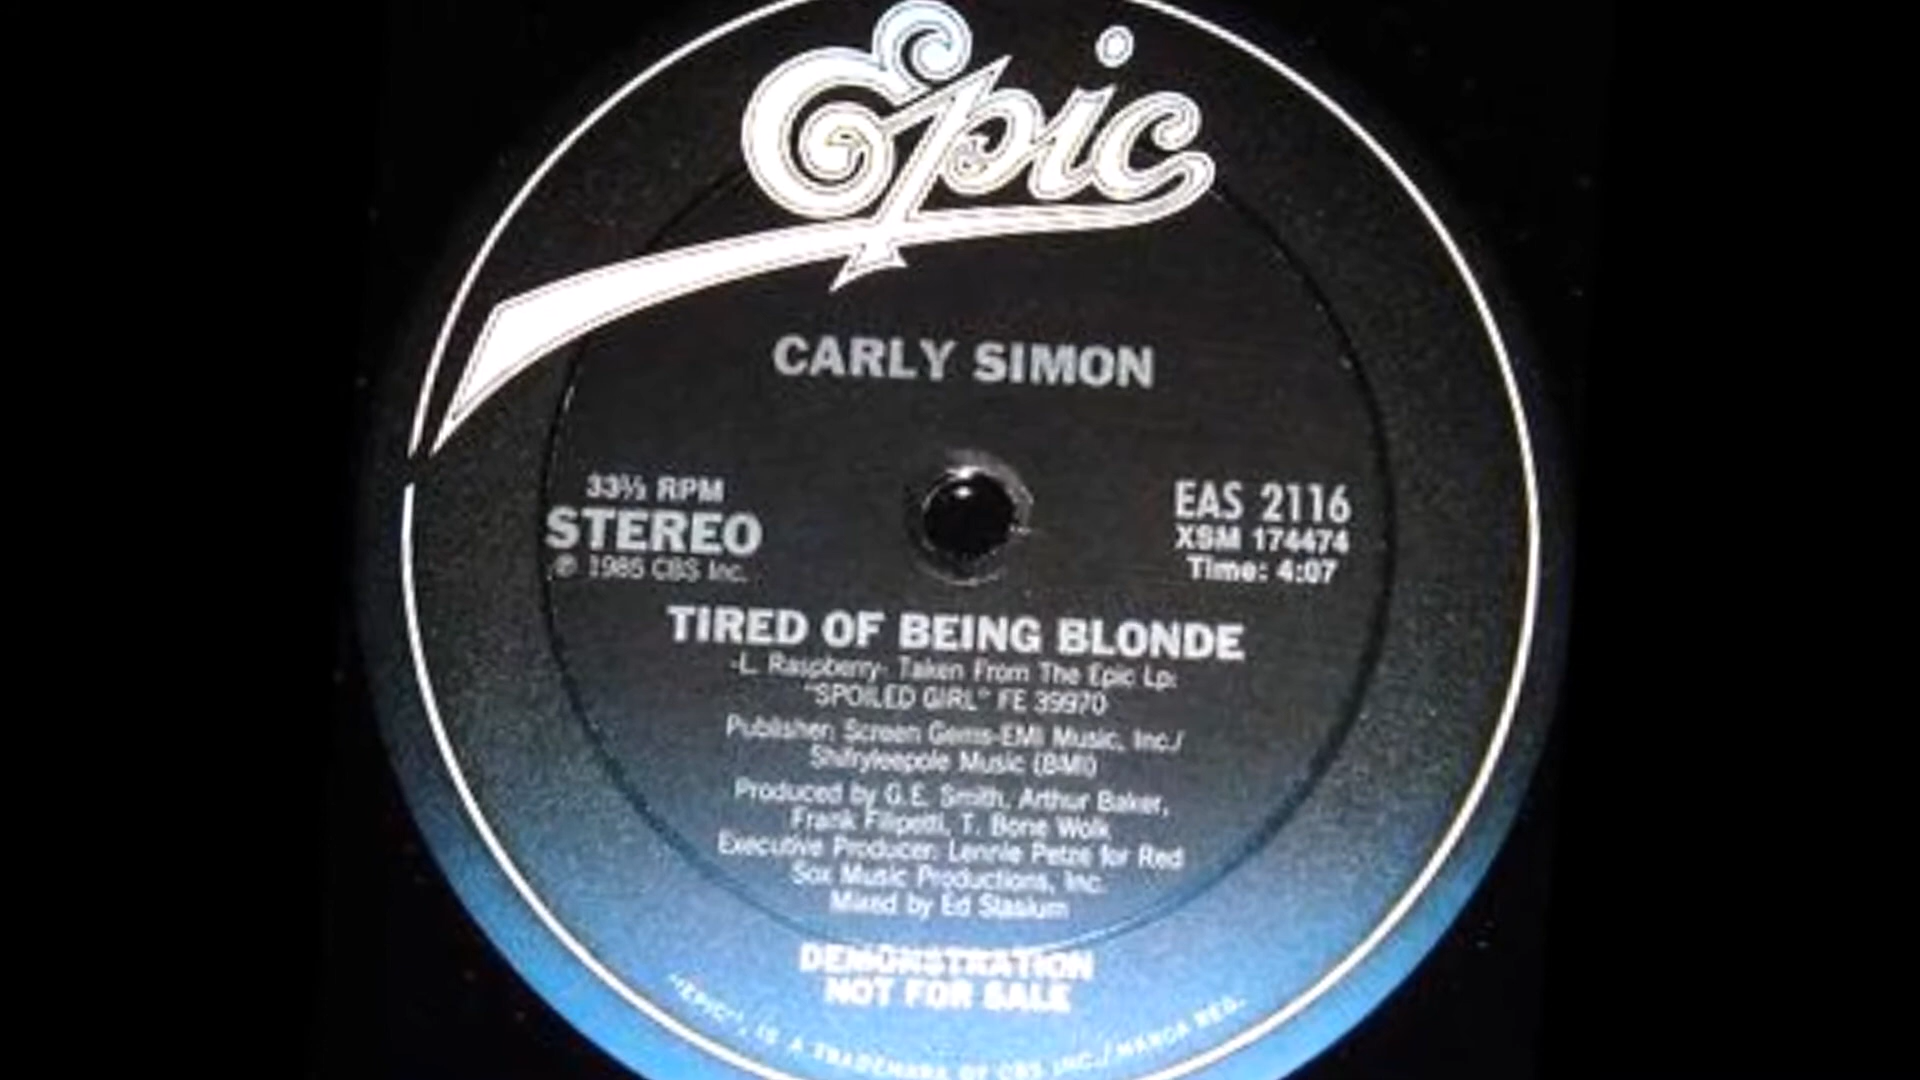 Epic
CARLY SIMON
33⅓ RPM
STEREO
℗ 1985 CBS Inc.
EAS 2116
XSM 174474
Time: 4:07
TIRED OF BEING BLONDE
-L. Raspberry- Taken From The Epic Lp:
"SPOILED GIRL" FE 39970
Publisher: Screen Gems-EMI Music, Inc./
Shifryleepole Music (BMI)
Produced by G.E. Smith, Arthur Baker,
Frank Filipetti, T. Bone Wolk
Executive Producer: Lennie Petze for Red
Sox Music Productions, Inc.
Mixed by Ed Stasium
DEMONSTRATION
NOT FOR SALE
"EPIC", IS A TRADEMARK OF CBS INC./MARCA REG.